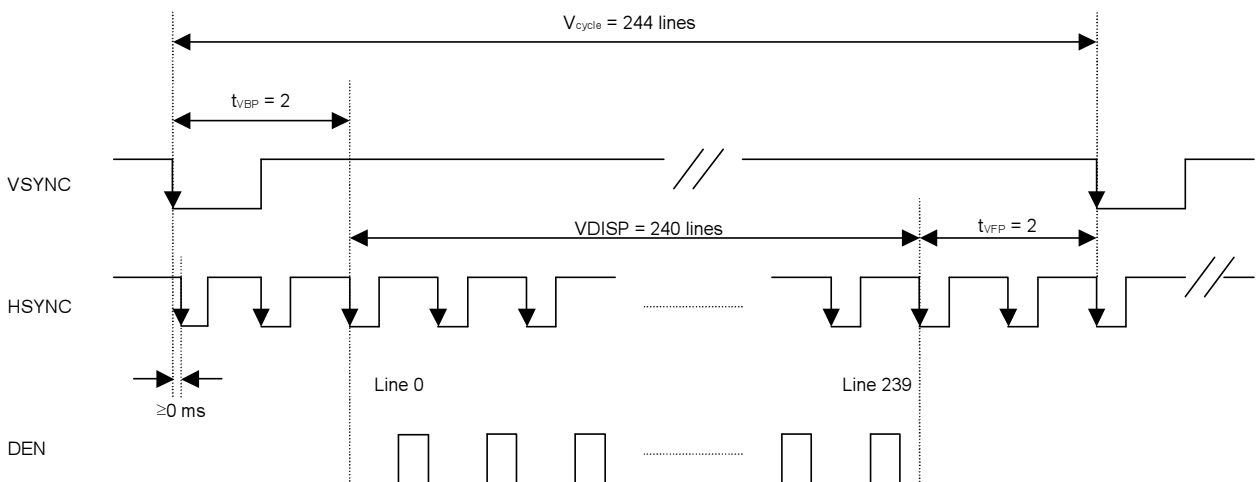 Vcycle = 244 lines
tVBP = 2
VSYNC
VDISP = 240 lines
tVFP = 2
HSYNC
Line 0
Line 239
≥0 ms
DEN